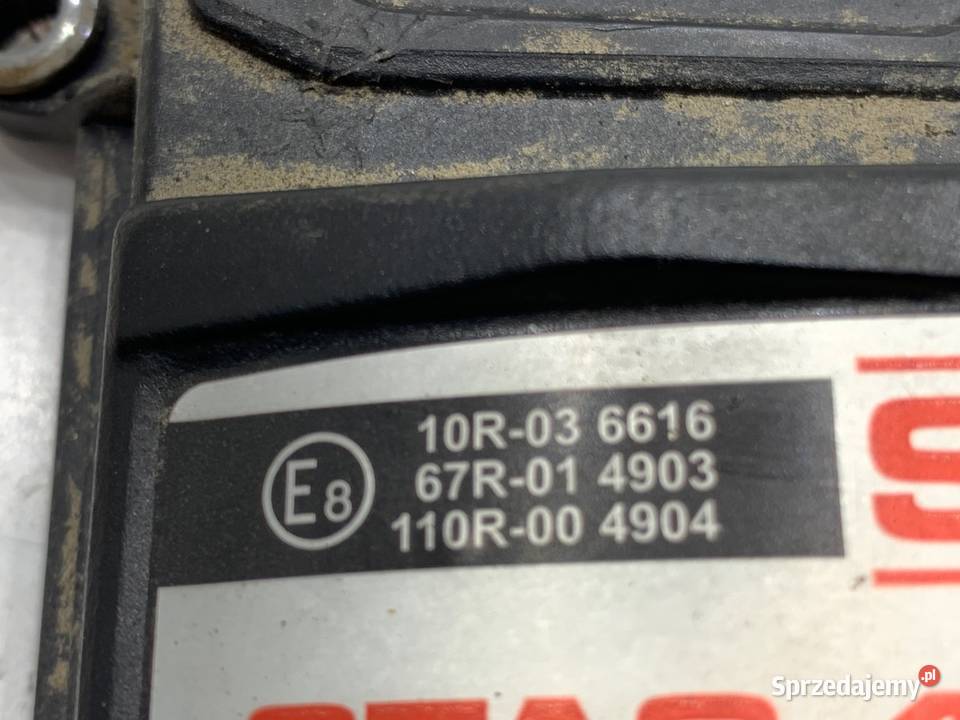 E8
10R-03 6616
67R-01 4903
110R-00 4904
Sprzedajemy.pl